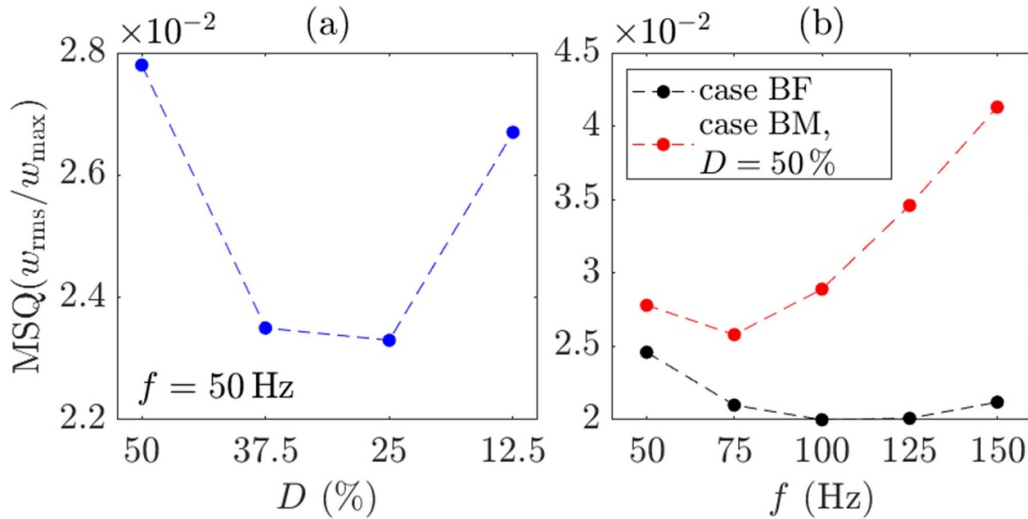 (a)
×10⁻²
2.8
2.6
2.4
2.2
MSQ(w_rms/w_max)
f = 50 Hz
50 37.5 25 12.5
D (%)
(b)
×10⁻²
4.5
4
3.5
3
2.5
2
case BF
case BM,
D = 50 %
50 75 100 125 150
f (Hz)